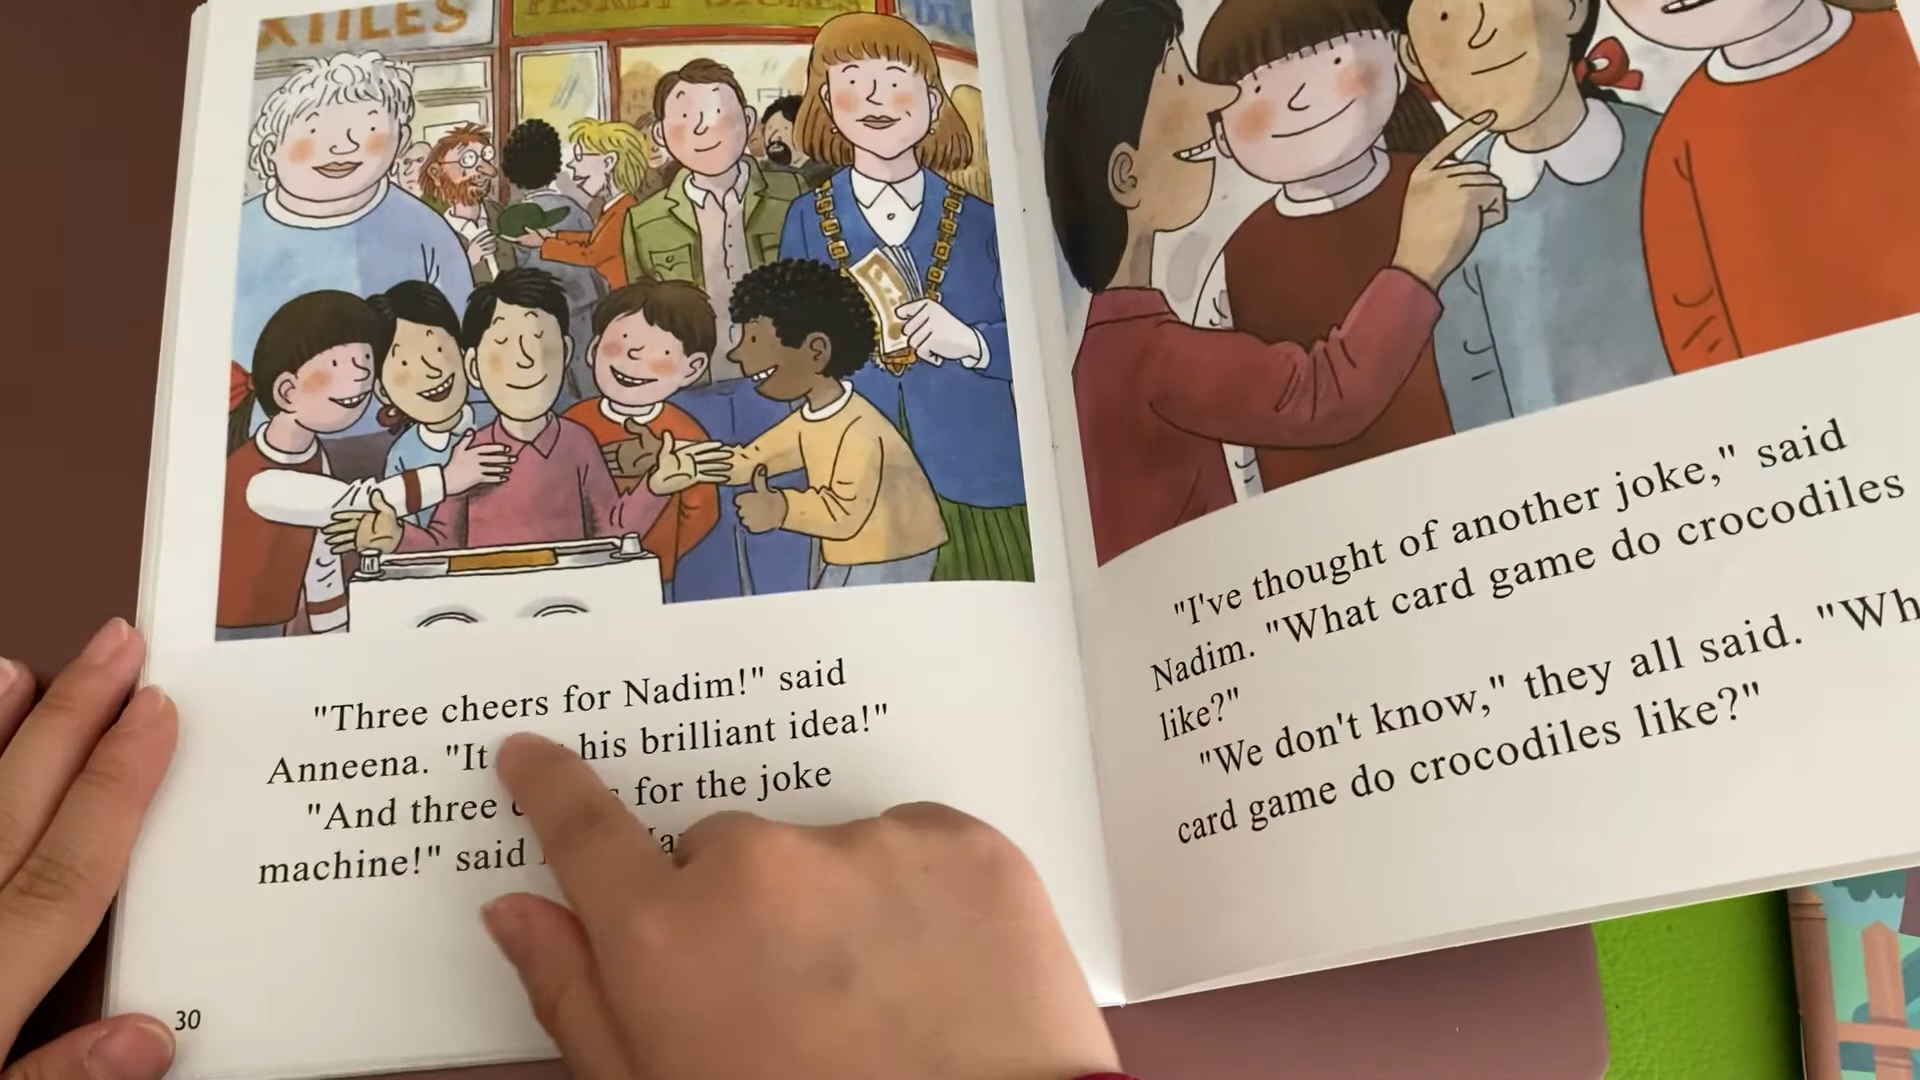 XTILES
PESKET STORES
"Three cheers for Nadim!" said
Anneena. "It his brilliant idea!"
"And three for the joke
machine!" said
30
"I've thought of another joke," said
Nadim. "What card game do crocodiles
like?"
"We don't know," they all said. "Wh
card game do crocodiles like?"